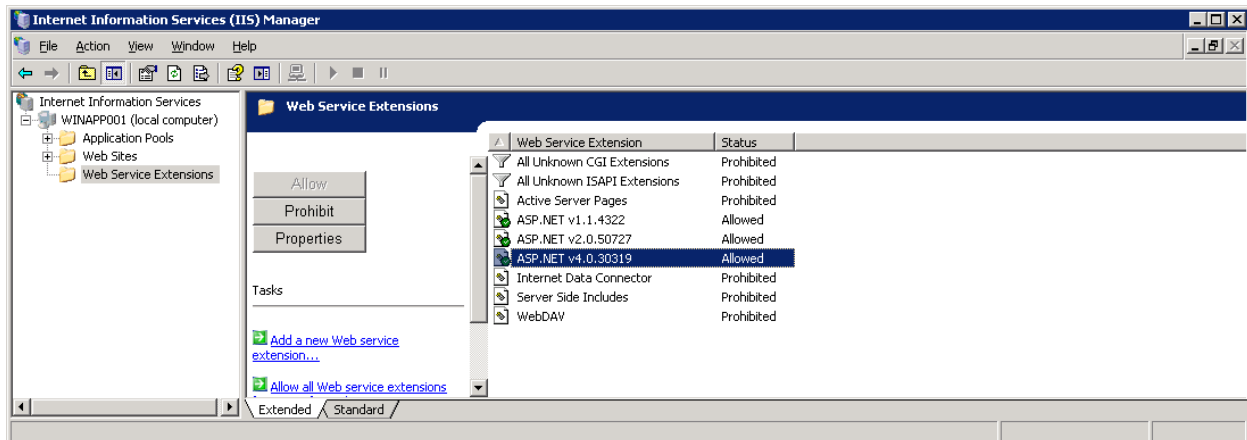 Internet Information Services (IIS) Manager
File Action View Window Help
Internet Information Services
WINAPP001 (local computer)
Application Pools
Web Sites
Web Service Extensions
Web Service Extensions
Allow
Prohibit
Properties
Tasks
Add a new Web service
extension...
Allow all Web service extensions
Web Service Extension Status
All Unknown CGI Extensions Prohibited
All Unknown ISAPI Extensions Prohibited
Active Server Pages Prohibited
ASP.NET v1.1.4322 Allowed
ASP.NET v2.0.50727 Allowed
ASP.NET v4.0.30319 Allowed
Internet Data Connector Prohibited
Server Side Includes Prohibited
WebDAV Prohibited
Extended Standard